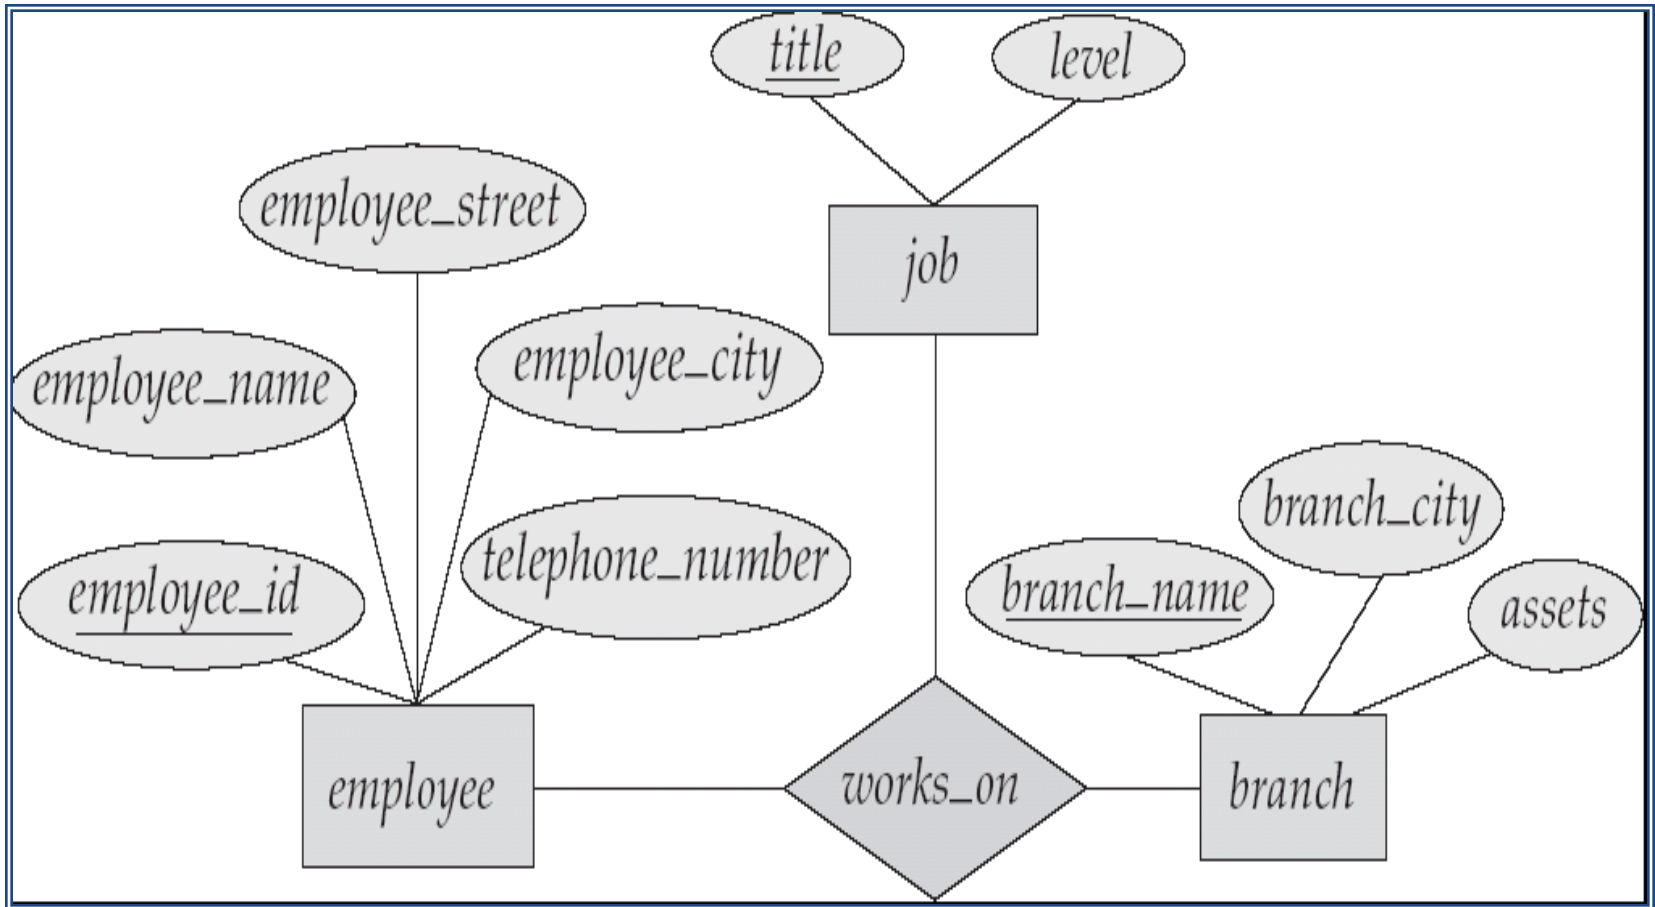 title
level
employee_street
job
employee_name
employee_city
branch_city
employee_id
telephone_number
branch_name
assets
employee
works_on
branch